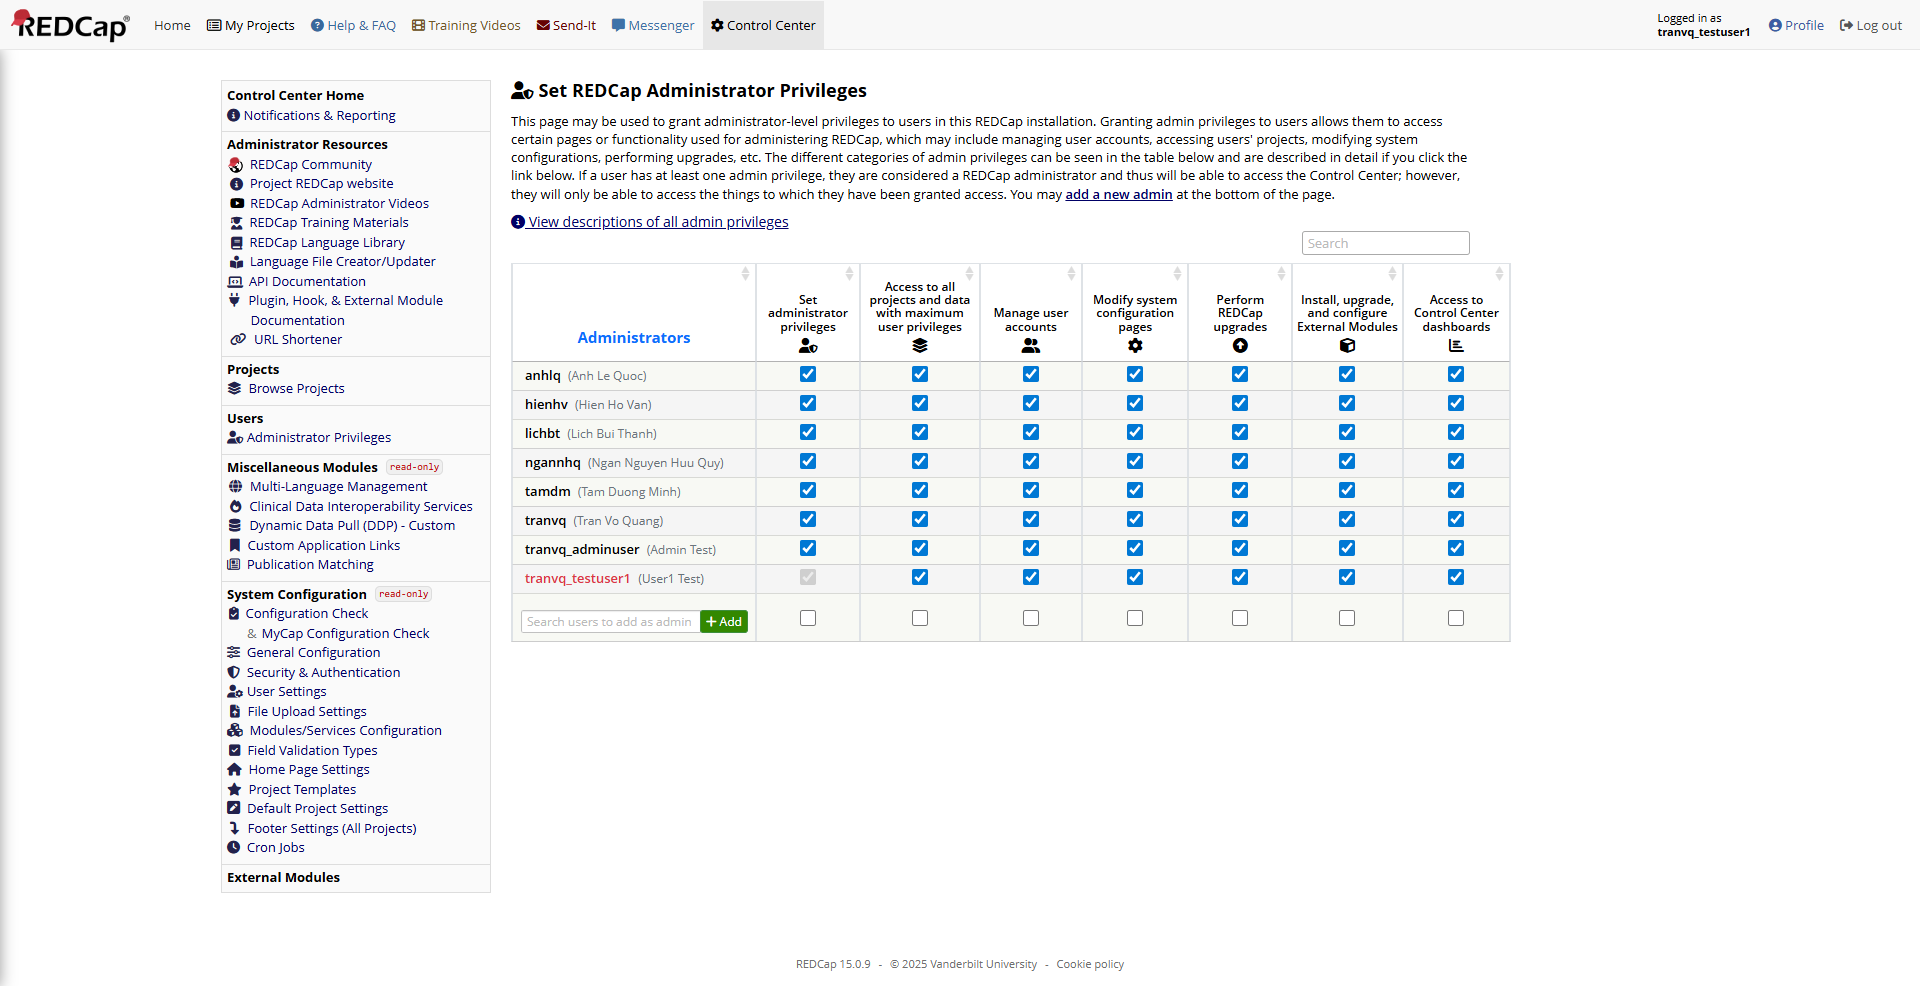 REDCap®
Home
My Projects
Help & FAQ
Training Videos
Send-It
Messenger
Control Center
Logged in as
tranvq_testuser1
Profile
Log out
Control Center Home
Notifications & Reporting
Administrator Resources
REDCap Community
Project REDCap website
REDCap Administrator Videos
REDCap Training Materials
REDCap Language Library
Language File Creator/Updater
API Documentation
Plugin, Hook, & External Module
Documentation
URL Shortener
Projects
Browse Projects
Users
Administrator Privileges
Miscellaneous Modules read-only
Multi-Language Management
Clinical Data Interoperability Services
Dynamic Data Pull (DDP) - Custom
Custom Application Links
Publication Matching
System Configuration read-only
Configuration Check
& MyCap Configuration Check
General Configuration
Security & Authentication
User Settings
File Upload Settings
Modules/Services Configuration
Field Validation Types
Home Page Settings
Project Templates
Default Project Settings
Footer Settings (All Projects)
Cron Jobs
External Modules
Set REDCap Administrator Privileges
This page may be used to grant administrator-level privileges to users in this REDCap installation. Granting admin privileges to users allows them to access
certain pages or functionality used for administering REDCap, which may include managing user accounts, accessing users' projects, modifying system
configurations, performing upgrades, etc. The different categories of admin privileges can be seen in the table below and are described in detail if you click the
link below. If a user has at least one admin privilege, they are considered a REDCap administrator and thus will be able to access the Control Center; however,
they will only be able to access the things to which they have been granted access. You may add a new admin at the bottom of the page.
View descriptions of all admin privileges
Search
Administrators
Set
administrator
privileges
Access to all
projects and data
with maximum
user privileges
Manage user
accounts
Modify system
configuration
pages
Perform
REDCap
upgrades
Install, upgrade,
and configure
External Modules
Access to
Control Center
dashboards
anhlq (Anh Le Quoc)
hienhv (Hien Ho Van)
lichbt (Lich Bui Thanh)
ngannhq (Ngan Nguyen Huu Quy)
tamdm (Tam Duong Minh)
tranvq (Tran Vo Quang)
tranvq_adminuser (Admin Test)
tranvq_testuser1 (User1 Test)
Search users to add as admin
+ Add
REDCap 15.0.9 - © 2025 Vanderbilt University - Cookie policy